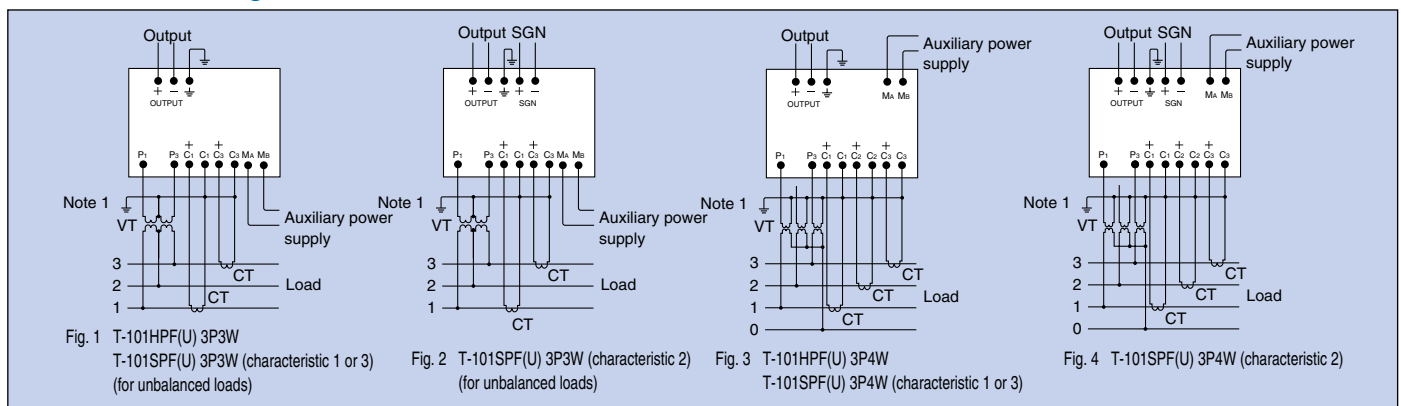 Output
+ − ⏚
OUTPUT
P1 P3 +C1 C1 +C3 C3 MA MB
Note 1
VT
Auxiliary power
supply
3
CT
2
Load
1
CT
Fig. 1 T-101HPF(U) 3P3W
T-101SPF(U) 3P3W (characteristic 1 or 3)
(for unbalanced loads)
Output SGN
+ − ⏚ + −
OUTPUT SGN
P1 P3 +C1 C1 +C3 C3 MA MB
Note 1
VT
Auxiliary power
supply
3
CT
2
Load
1
CT
Fig. 2 T-101SPF(U) 3P3W (characteristic 2)
(for unbalanced loads)
Output
Auxiliary power
supply
+ − ⏚ MA MB
OUTPUT
P1 P3 +C1 C1 +C2 C2 +C3 C3
Note 1
VT
3
CT
2
CT
Load
1
CT
0
Fig. 3 T-101HPF(U) 3P4W
T-101SPF(U) 3P4W (characteristic 1 or 3)
Output SGN
Auxiliary power
supply
+ − ⏚ + − MA MB
OUTPUT SGN
P1 P3 +C1 C1 +C2 C2 +C3 C3
Note 1
VT
3
CT
2
CT
Load
1
CT
0
Fig. 4 T-101SPF(U) 3P4W (characteristic 2)